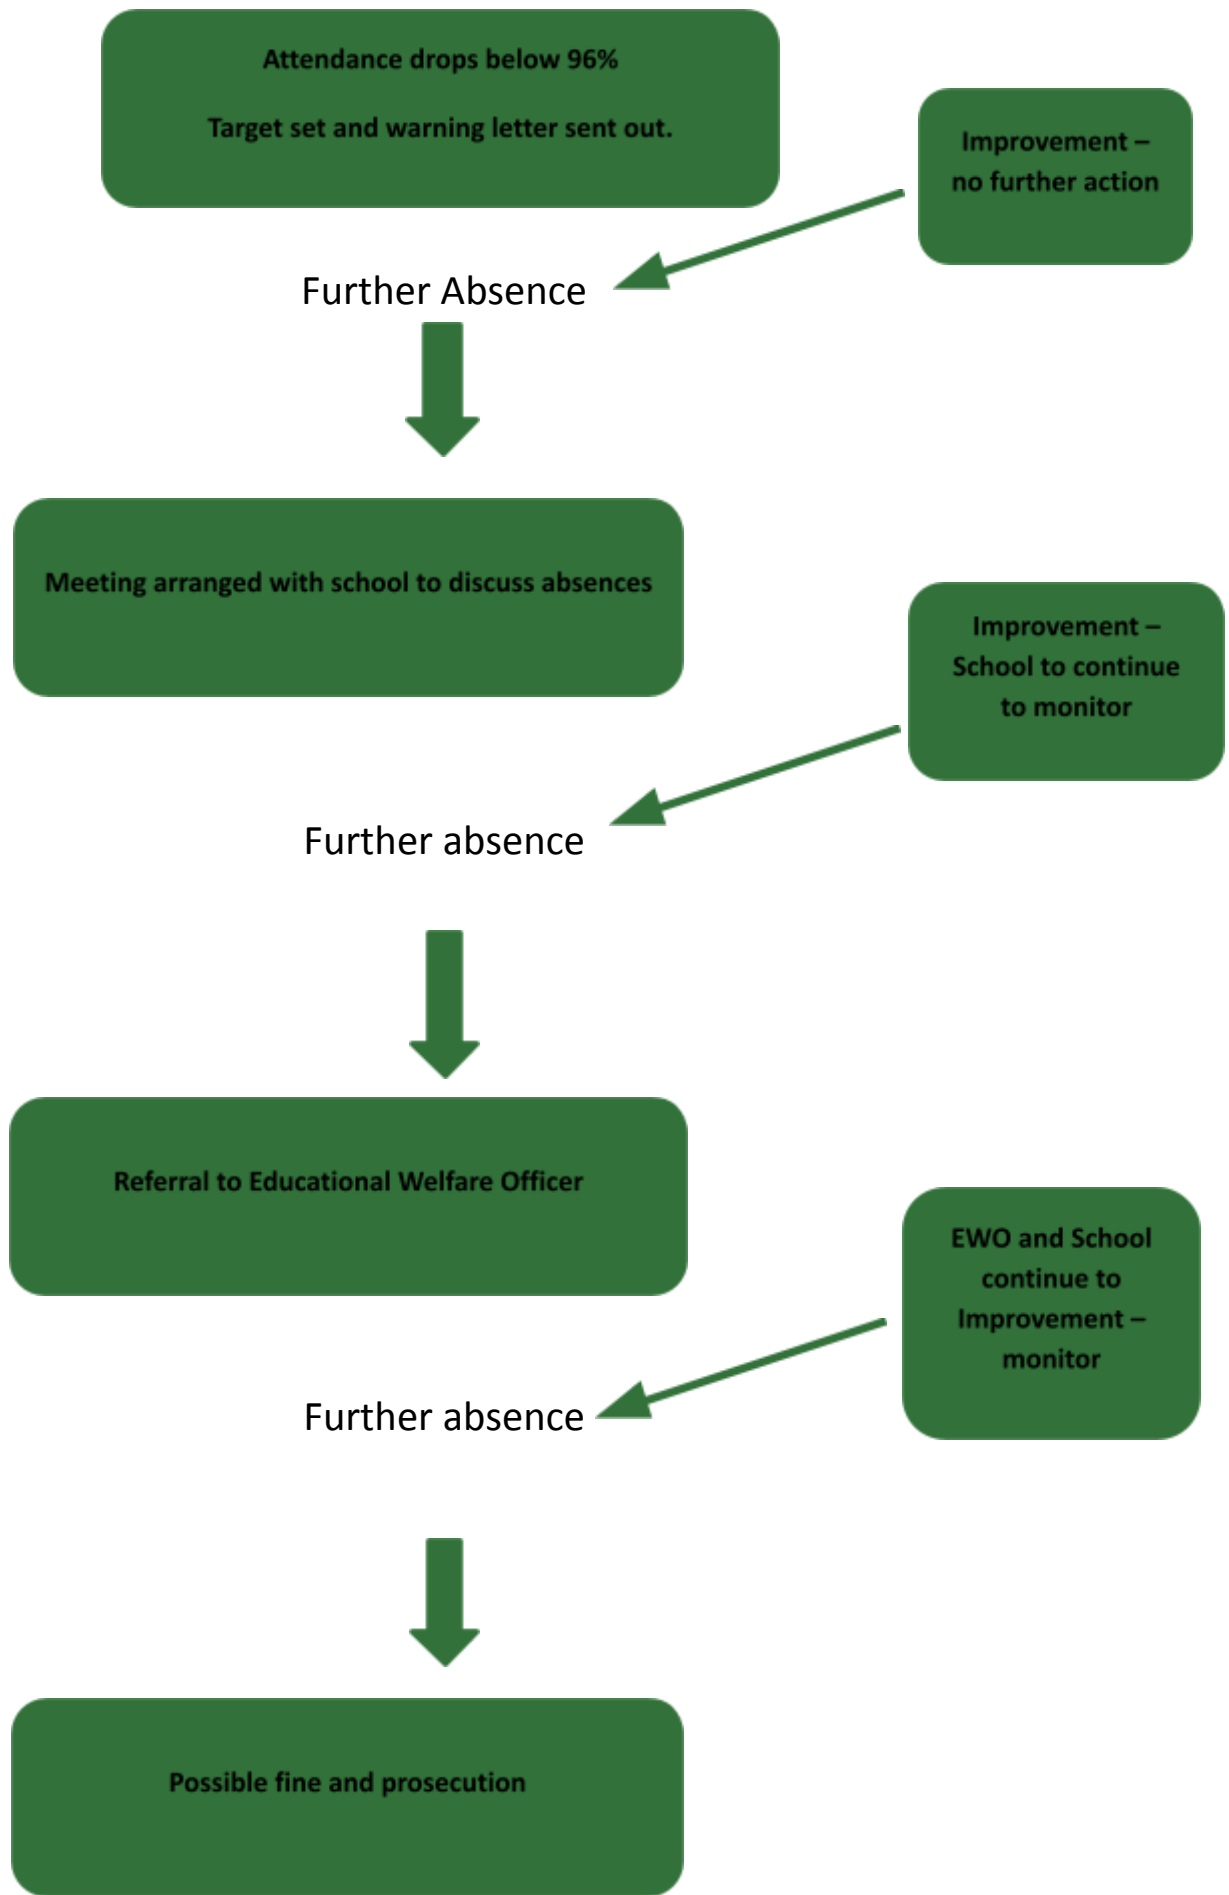 Attendance drops below 96%
Target set and warning letter sent out.
Improvement –
no further action
Further Absence
Meeting arranged with school to discuss absences
Improvement –
School to continue
to monitor
Further absence
Referral to Educational Welfare Officer
EWO and School
continue to
Improvement –
monitor
Further absence
Possible fine and prosecution